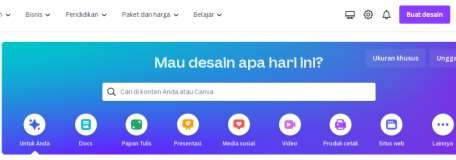 Bisnis
Pendidikan
Paket dan harga
Belajar
Buat desain
Mau desain apa hari ini?
Ukuran khusus
Cari di konten Anda atau Canva
Untuk Anda
Docs
Papan Tulis
Presentasi
Media sosial
Video
Produk cetak
Situs web
Lainnya